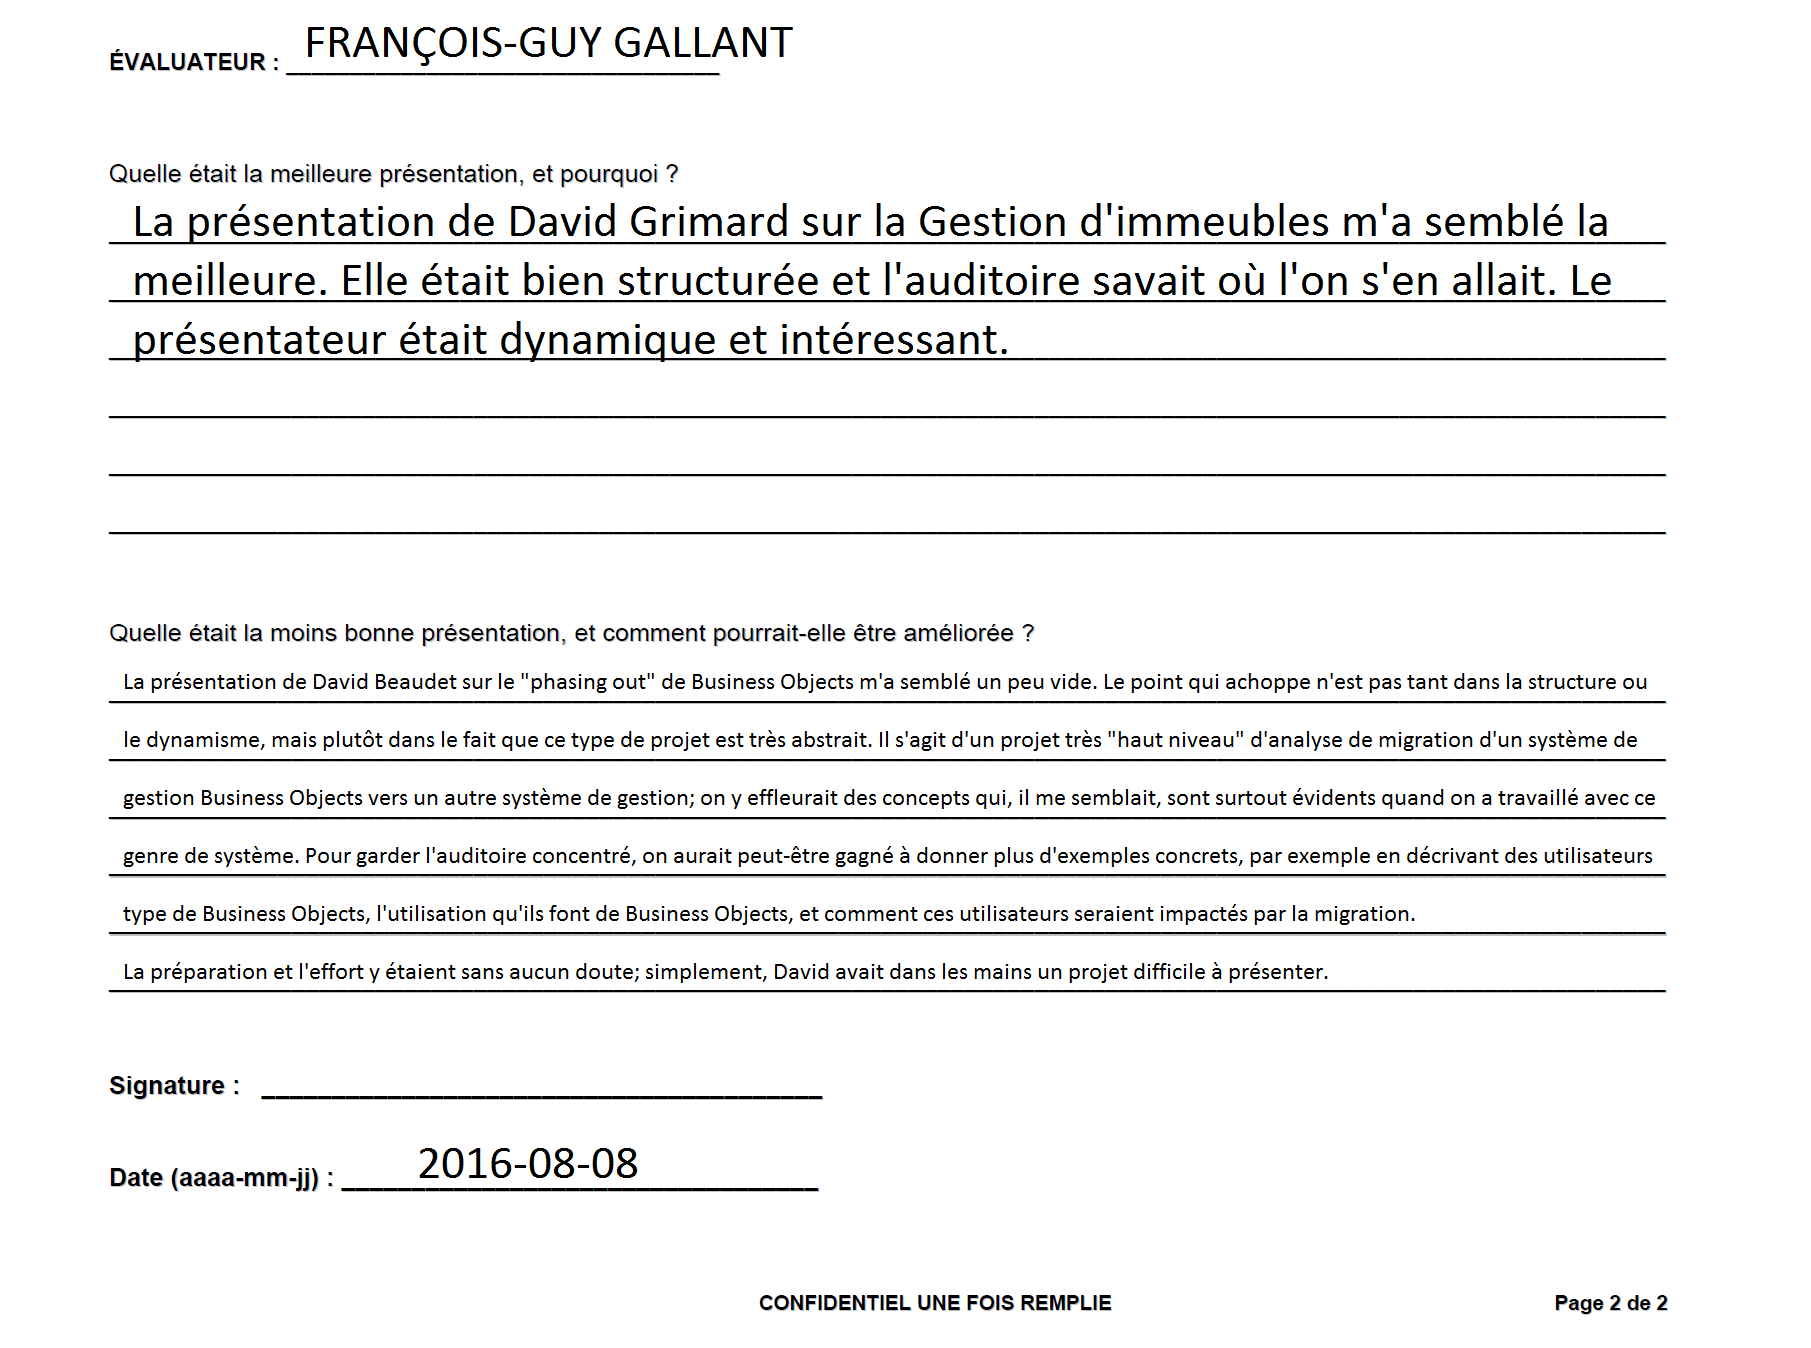 ÉVALUATEUR : FRANÇOIS-GUY GALLANT
Quelle était la meilleure présentation, et pourquoi ?
La présentation de David Grimard sur la Gestion d'immeubles m'a semblé la
meilleure. Elle était bien structurée et l'auditoire savait où l'on s'en allait. Le
présentateur était dynamique et intéressant.
Quelle était la moins bonne présentation, et comment pourrait-elle être améliorée ?
La présentation de David Beaudet sur le "phasing out" de Business Objects m'a semblé un peu vide. Le point qui achoppe n'est pas tant dans la structure ou
le dynamisme, mais plutôt dans le fait que ce type de projet est très abstrait. Il s'agit d'un projet très "haut niveau" d'analyse de migration d'un système de
gestion Business Objects vers un autre système de gestion; on y effleurait des concepts qui, il me semblait, sont surtout évidents quand on a travaillé avec ce
genre de système. Pour garder l'auditoire concentré, on aurait peut-être gagné à donner plus d'exemples concrets, par exemple en décrivant des utilisateurs
type de Business Objects, l'utilisation qu'ils font de Business Objects, et comment ces utilisateurs seraient impactés par la migration.
La préparation et l'effort y étaient sans aucun doute; simplement, David avait dans les mains un projet difficile à présenter.
Signature :
Date (aaaa-mm-jj) : 2016-08-08
CONFIDENTIEL UNE FOIS REMPLIE
Page 2 de 2